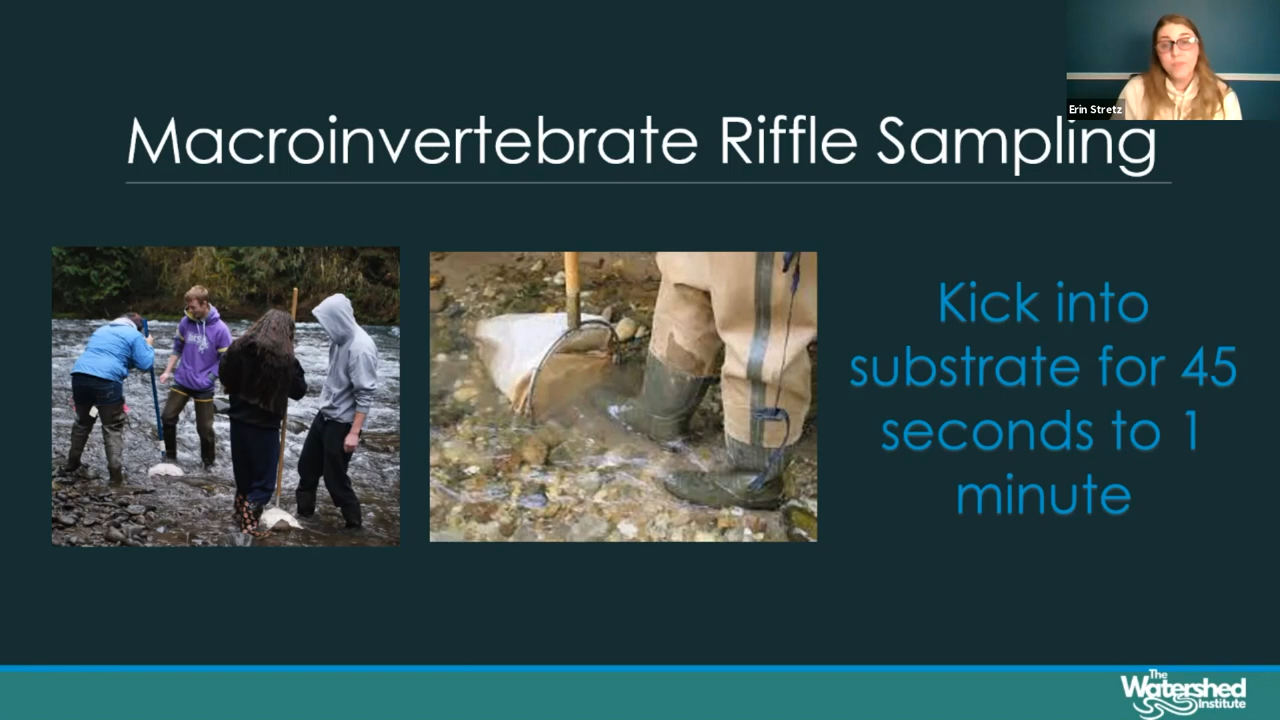 Erin Stretz
Macroinvertebrate Riffle Sampling
Kick into
substrate for 45
seconds to 1
minute
The
Watershed
Institute